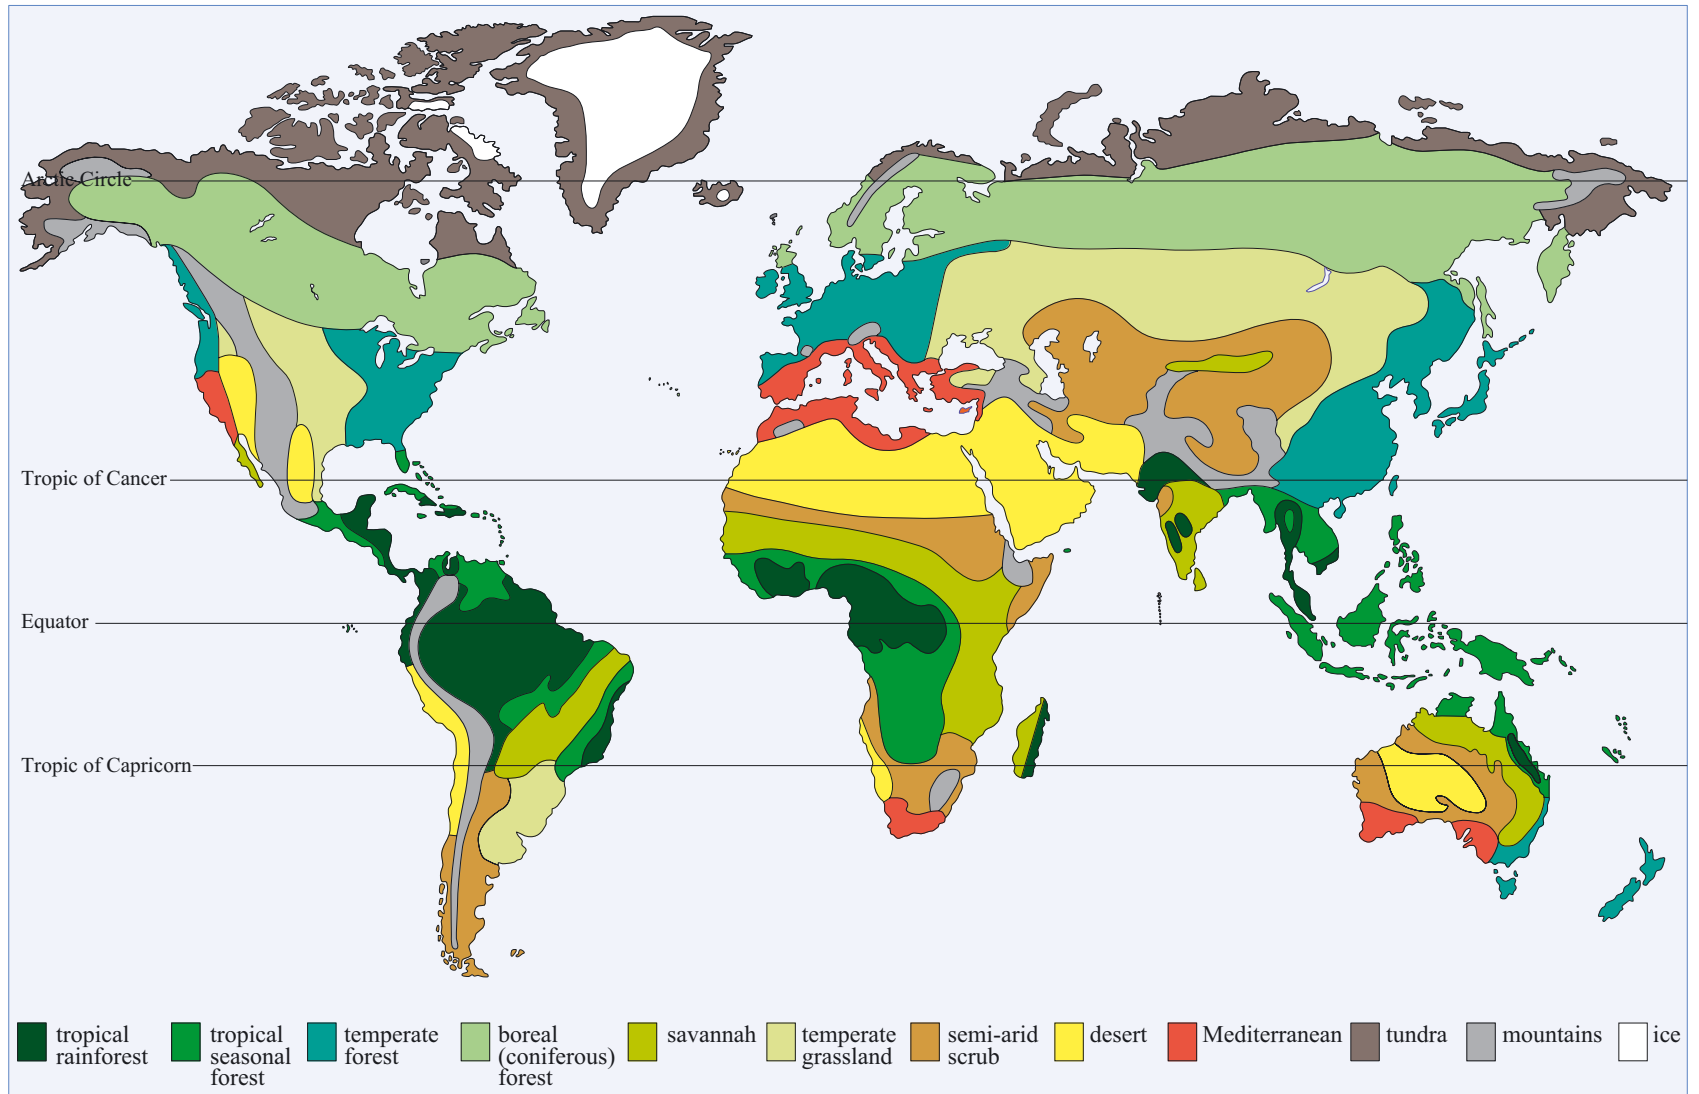 Arctic Circle
Tropic of Cancer
Equator
Tropic of Capricorn
tropical
rainforest
tropical
seasonal
forest
temperate
forest
boreal
(coniferous)
forest
savannah
temperate
grassland
semi-arid
scrub
desert
Mediterranean
tundra
mountains
ice